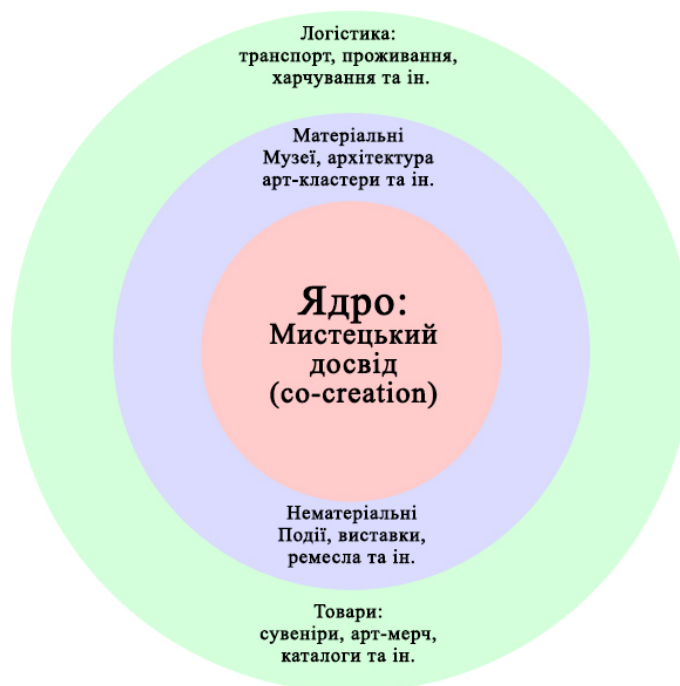 Логістика:
транспорт, проживання,
харчування та ін.
Матеріальні
Музеї, архітектура
арт-кластери та ін.
Ядро:
Мистецький
досвід
(co-creation)
Нематеріальні
Події, виставки,
ремесла та ін.
Товари:
сувеніри, арт-мерч,
каталоги та ін.